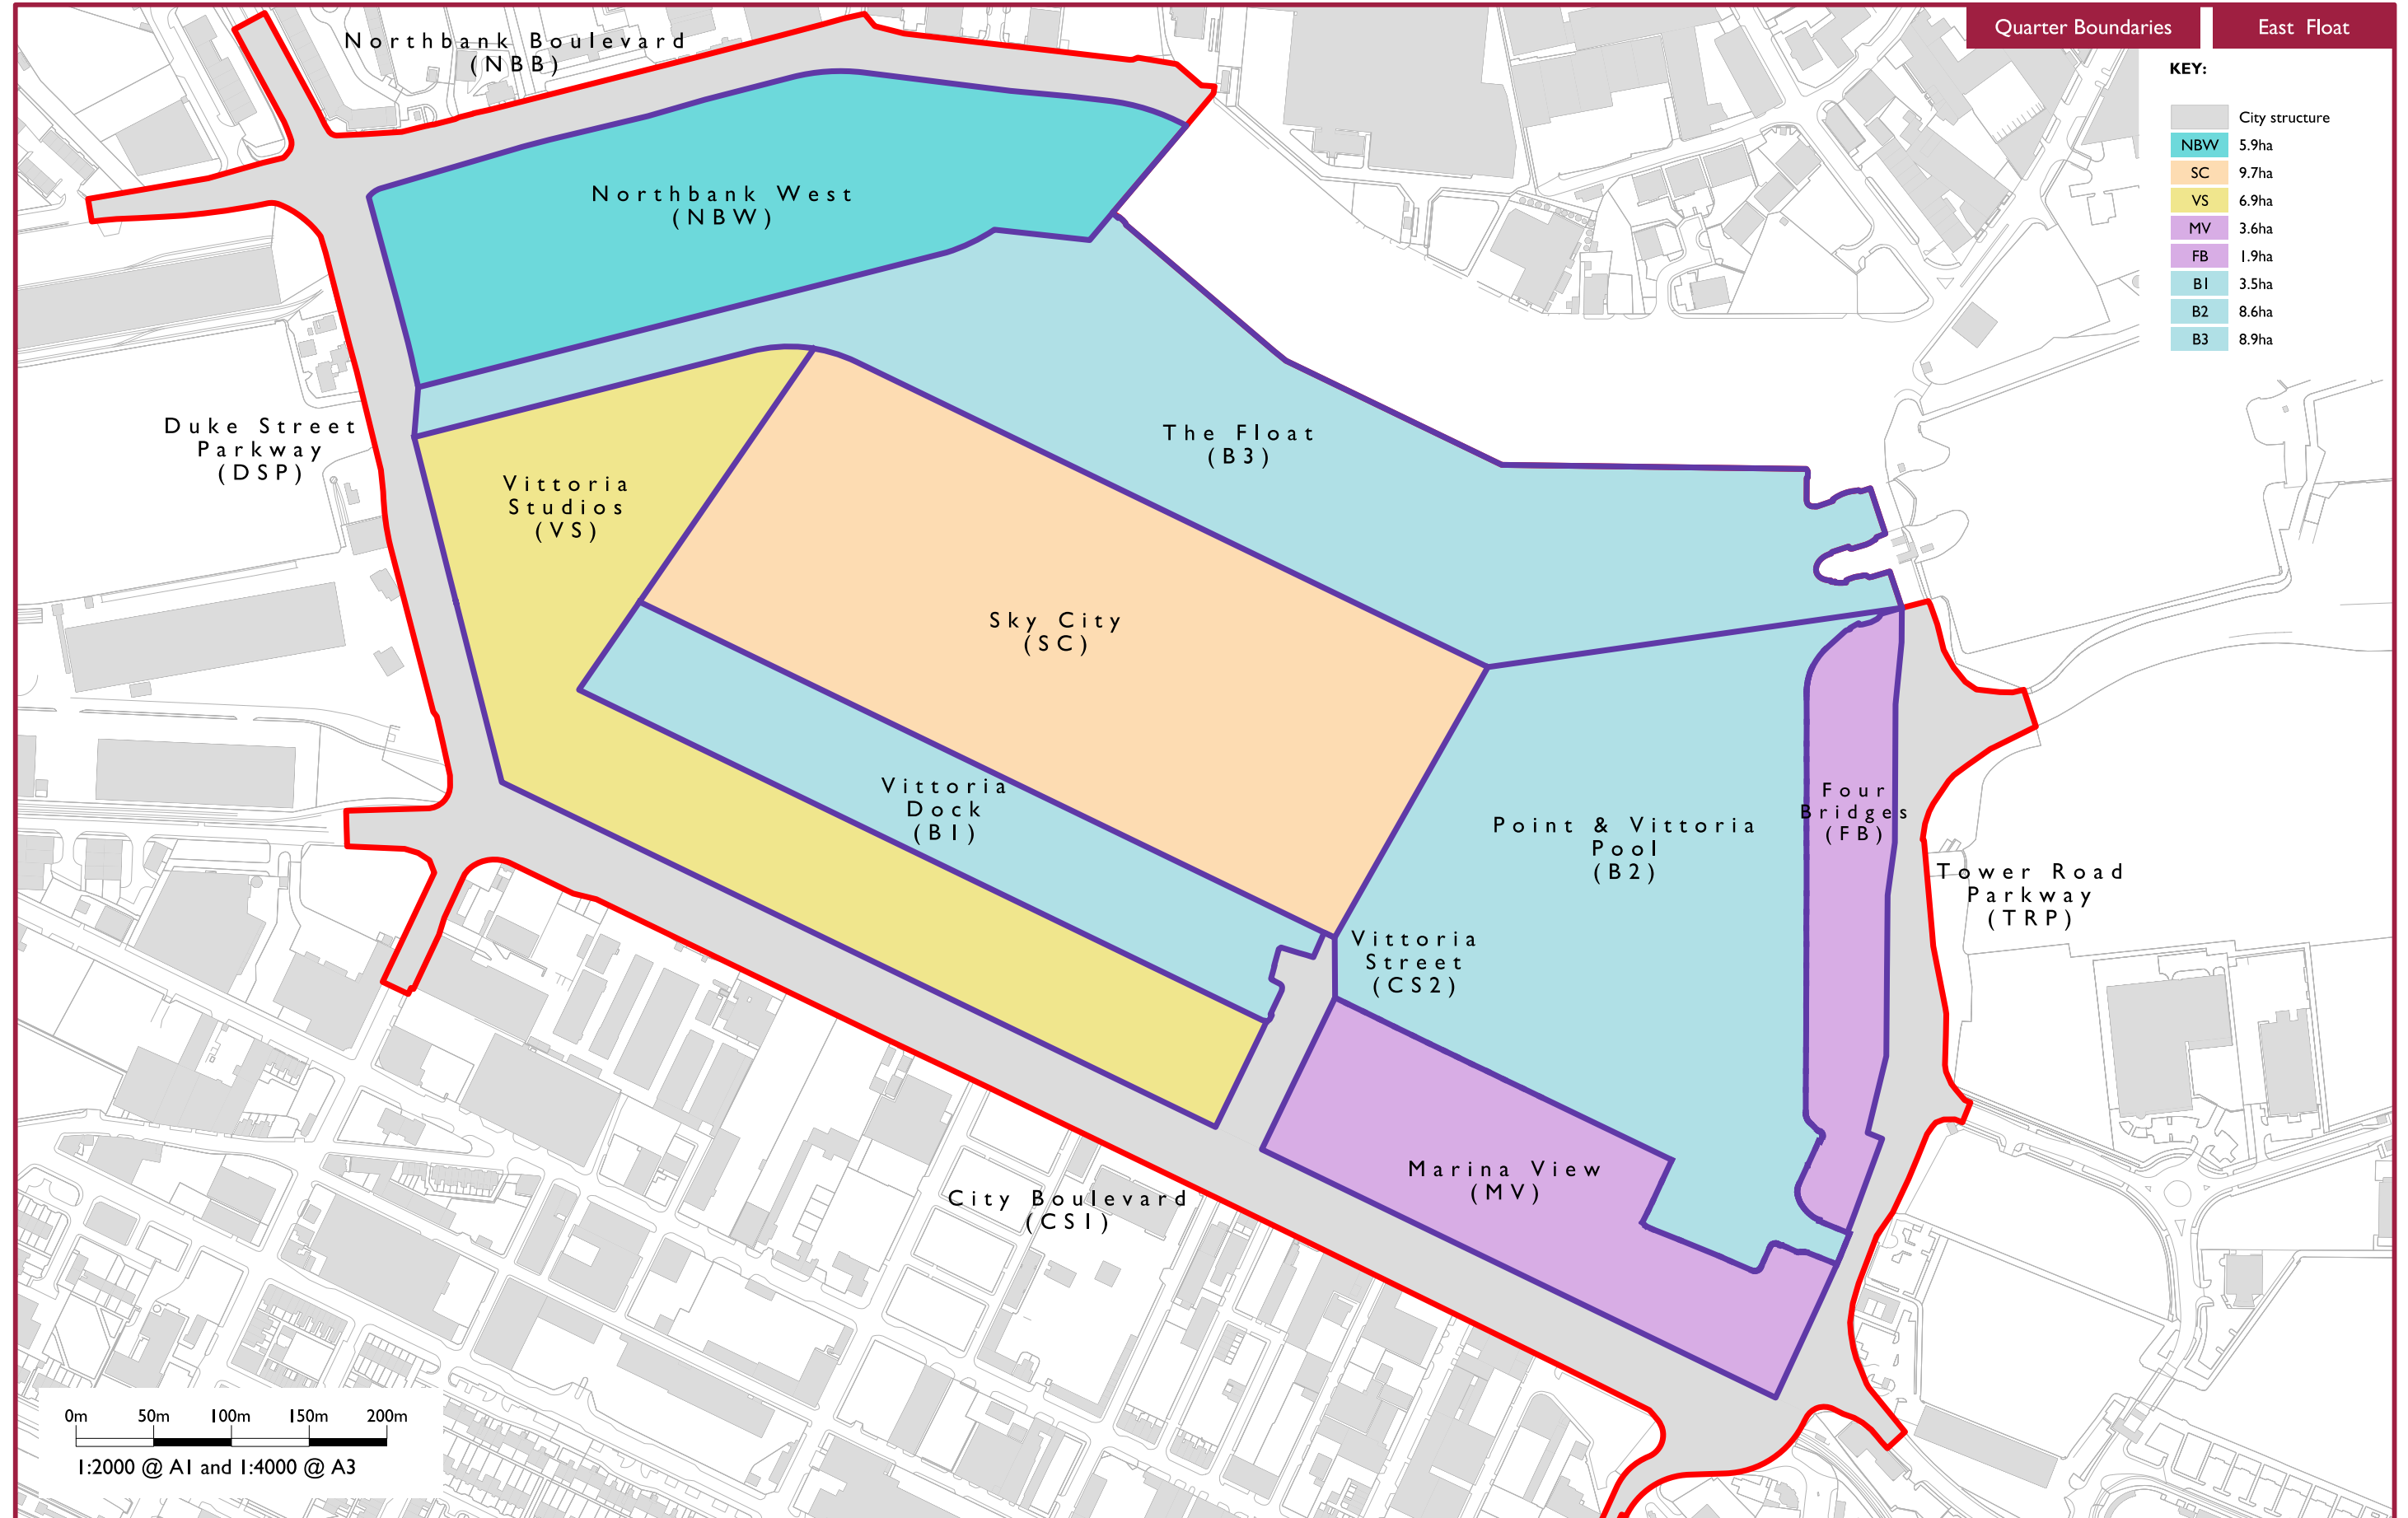 Quarter Boundaries
East Float
KEY:
City structure
NBW 5.9ha
SC 9.7ha
VS 6.9ha
MV 3.6ha
FB 1.9ha
B1 3.5ha
B2 8.6ha
B3 8.9ha
Northbank Boulevard
(NBB)
Northbank West
(NBW)
Duke Street
Parkway
(DSP)
The Float
(B3)
Vittoria
Studios
(VS)
Sky City
(SC)
Vittoria
Dock
(B1)
Point & Vittoria
Pool
(B2)
Four
Bridges
(FB)
Tower Road
Parkway
(TRP)
Vittoria
Street
(CS2)
Marina View
(MV)
City Boulevard
(CS1)
0m 50m 100m 150m 200m
1:2000 @ A1 and 1:4000 @ A3